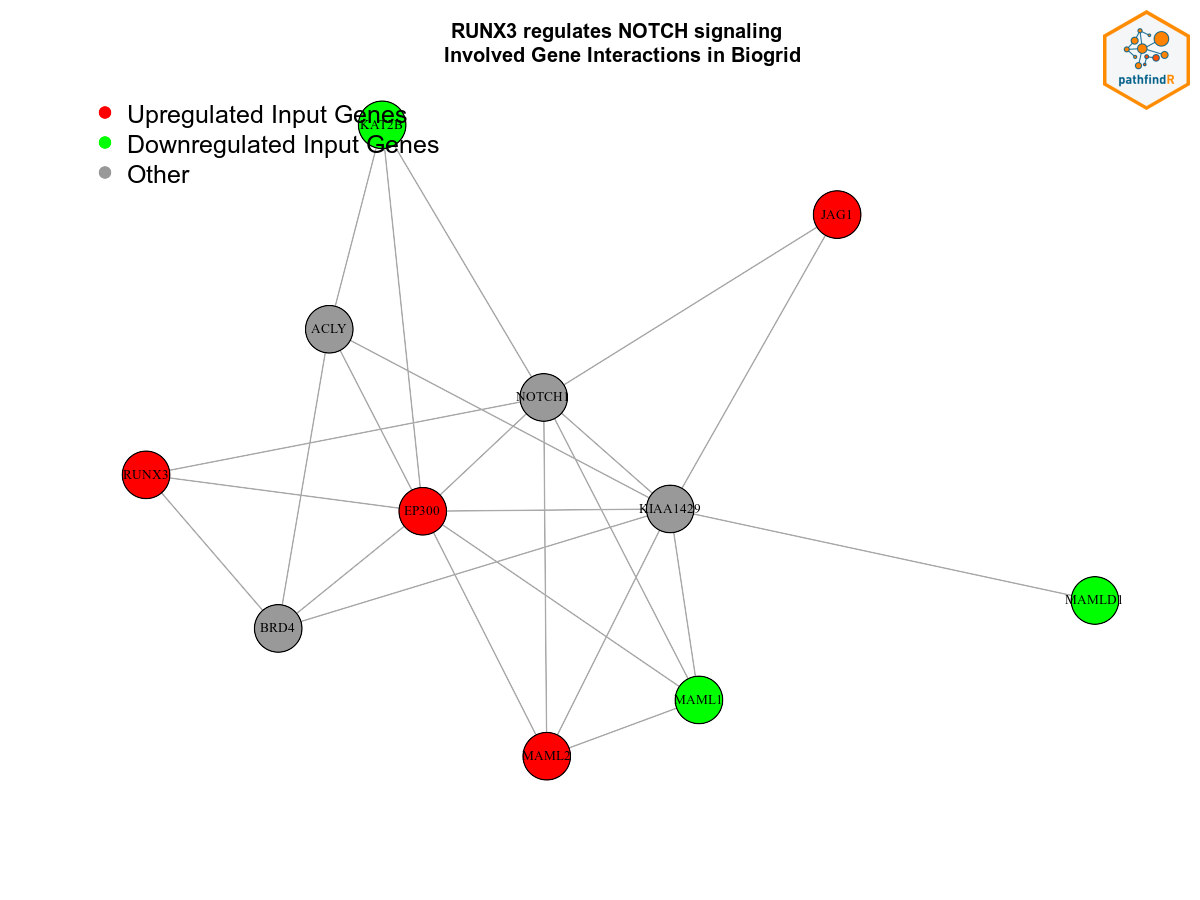 RUNX3 regulates NOTCH signaling
Involved Gene Interactions in Biogrid
pathfindR
Upregulated Input Genes
KAT2B
Downregulated Input Genes
Other
JAG1
ACLY
NOTCH1
RUNX3
EP300
KIAA1429
MAMLD1
BRD4
MAML1
MAML2